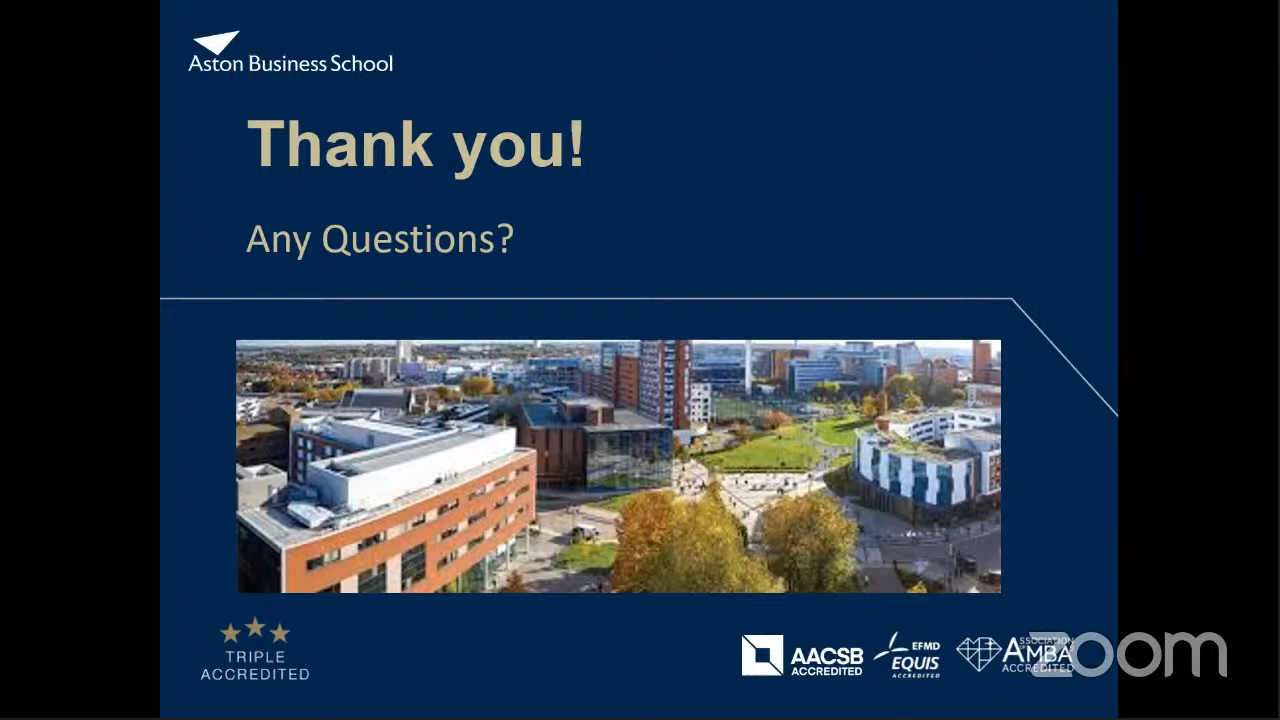 Aston Business School
Thank you!
Any Questions?
TRIPLE
ACCREDITED
AACSB
ACCREDITED
EFMD
EQUIS
ACCREDITED
ASSOCIATION
AMBA
ACCREDITED
zoom